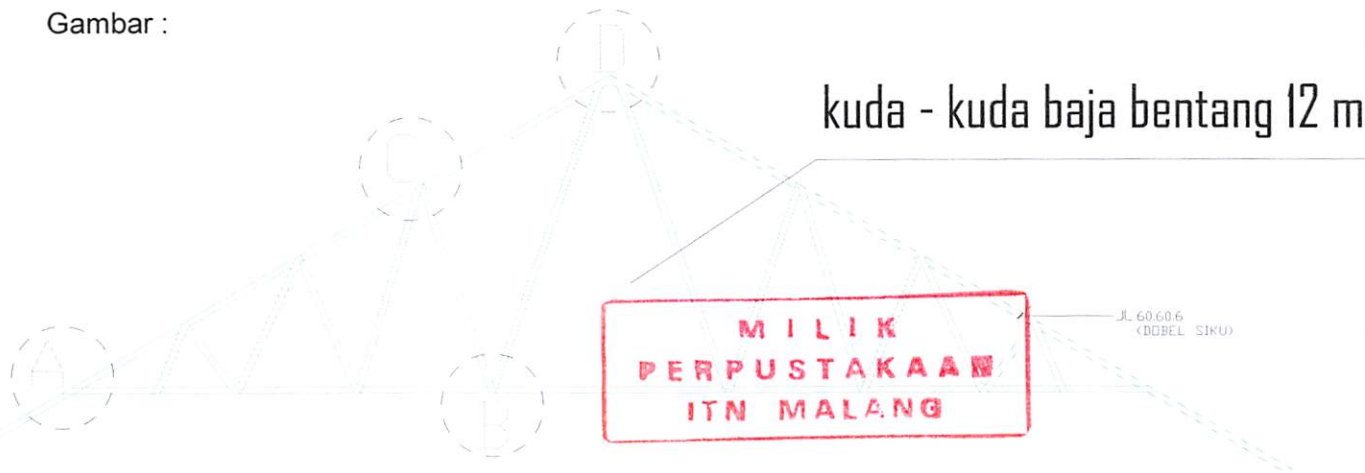 Gambar :
D
kuda - kuda baja bentang 12 m
C
JL 60.60.6
(DOBEL SIKU)
A
B
MILIK
PERPUSTAKAAN
ITN MALANG